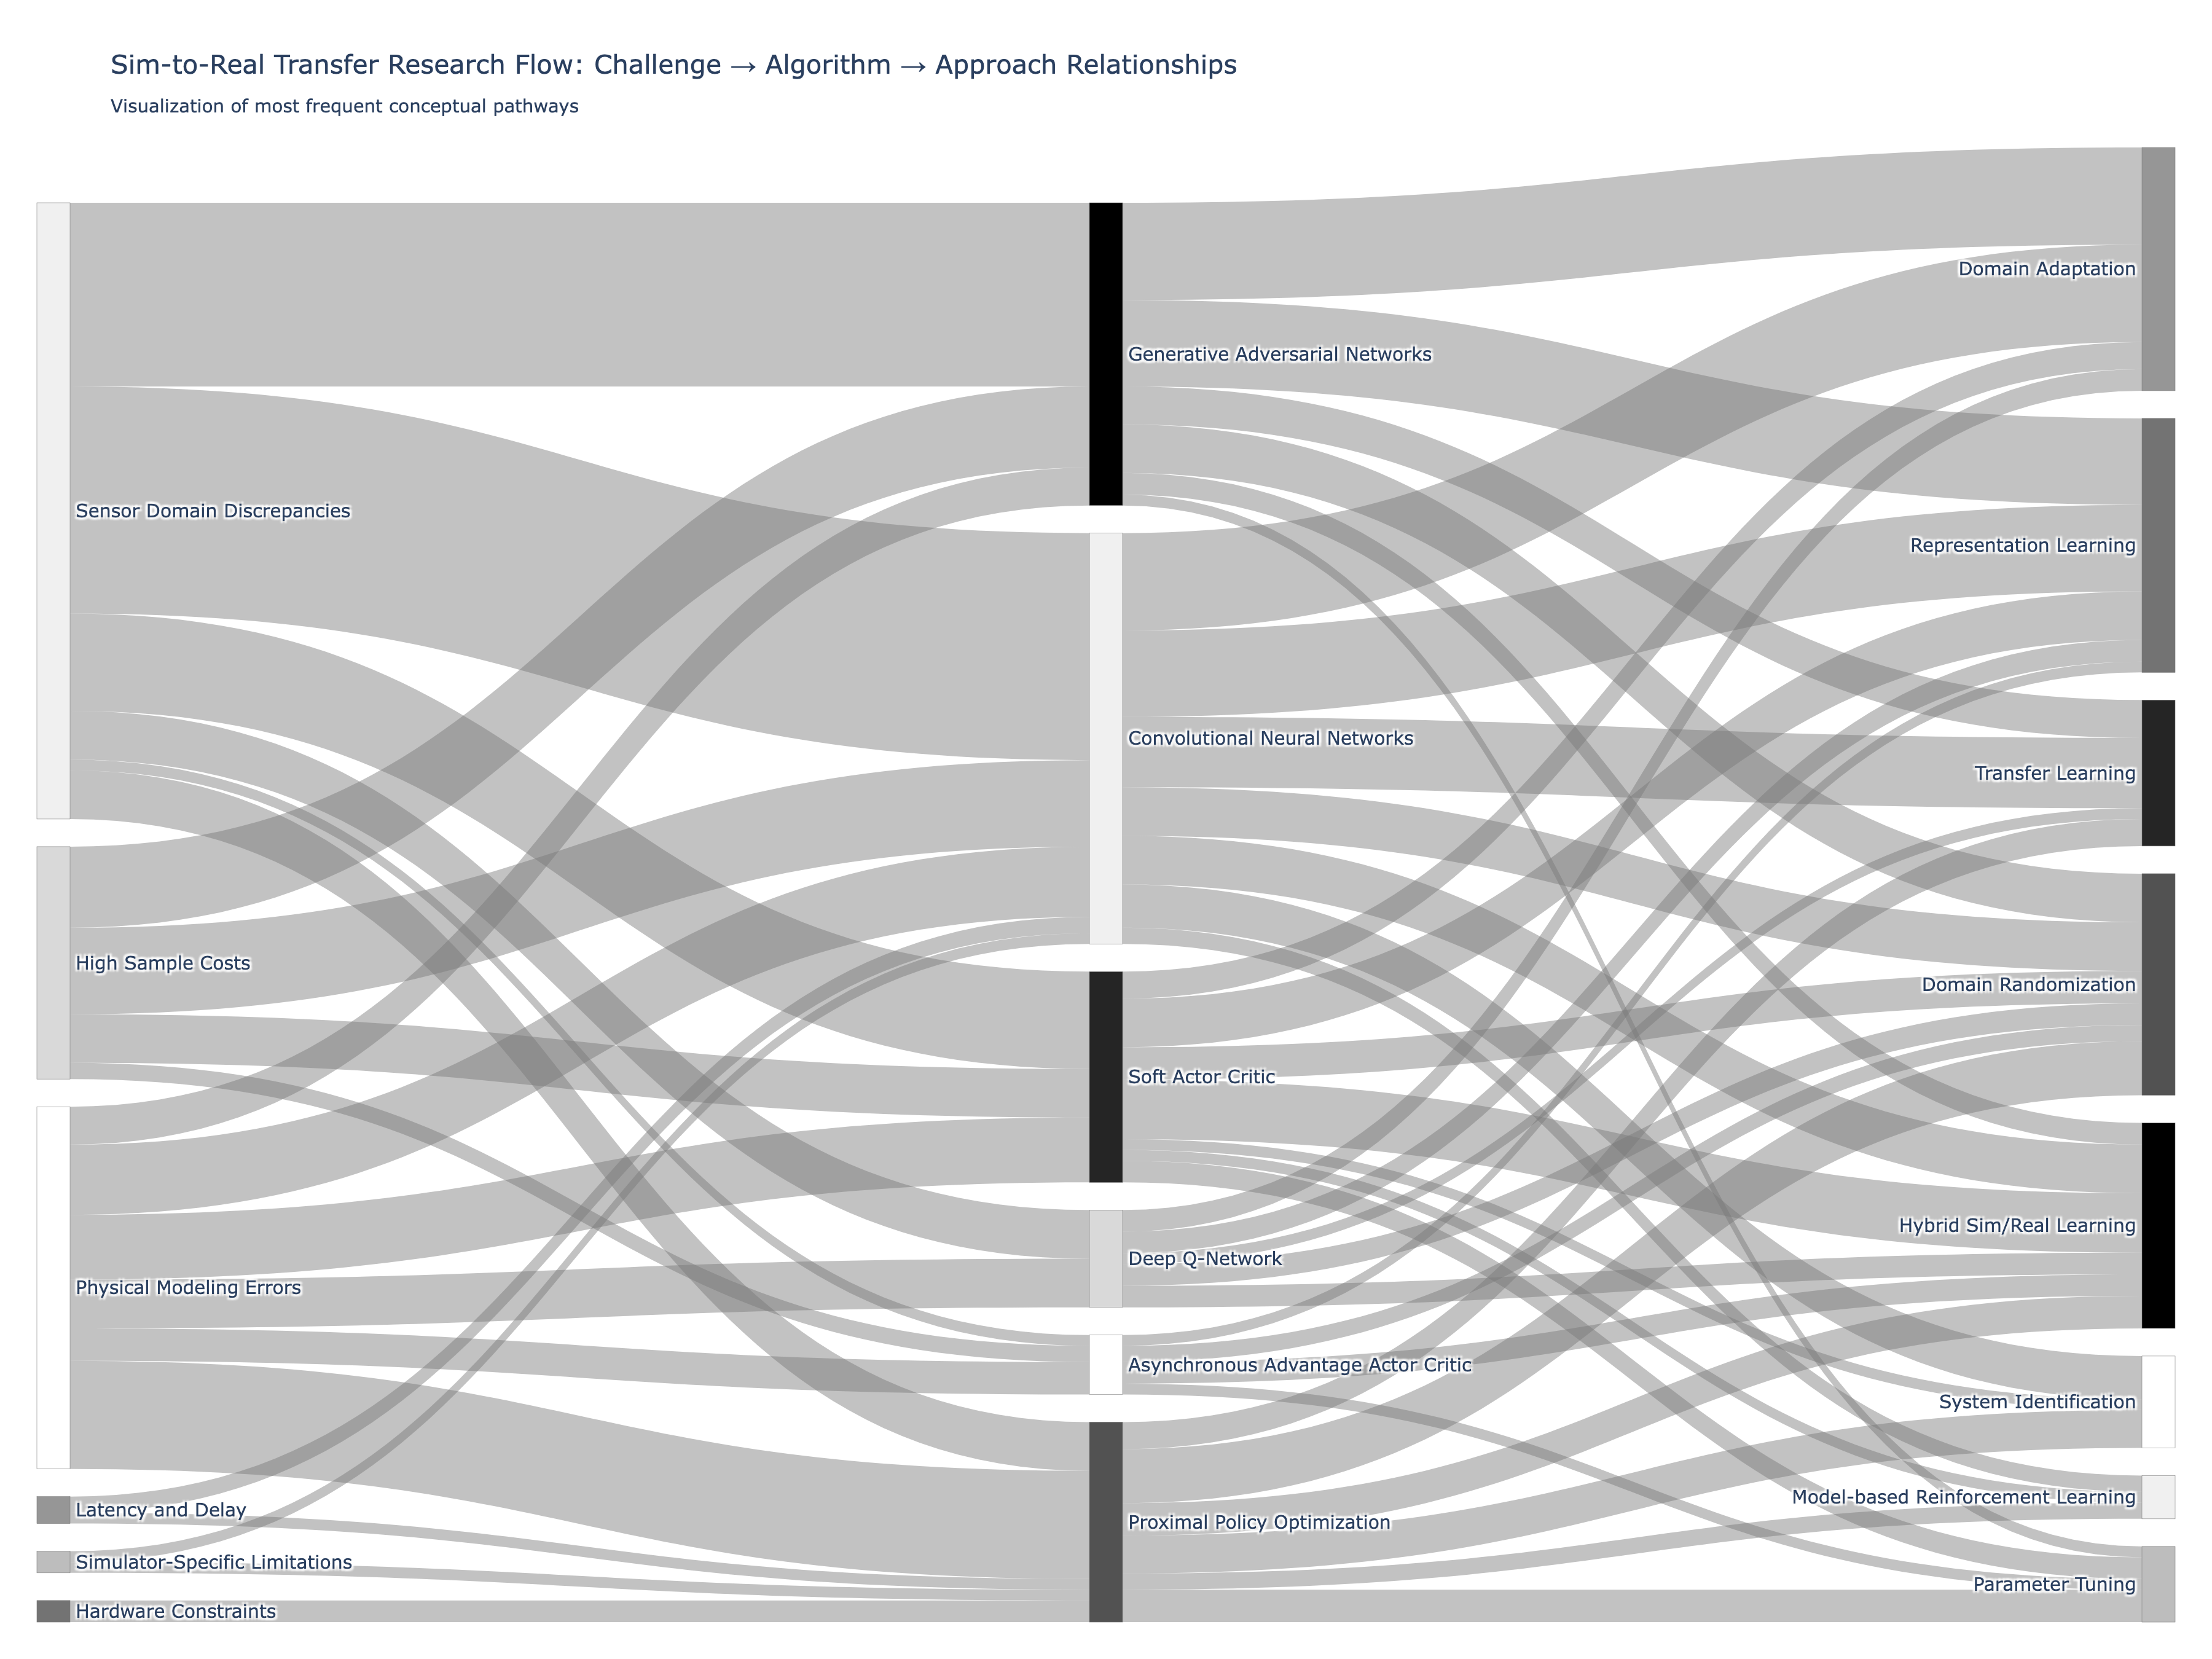 Sim-to-Real Transfer Research Flow: Challenge → Algorithm → Approach Relationships
Visualization of most frequent conceptual pathways
Sensor Domain Discrepancies
High Sample Costs
Physical Modeling Errors
Latency and Delay
Simulator-Specific Limitations
Hardware Constraints
Generative Adversarial Networks
Convolutional Neural Networks
Soft Actor Critic
Deep Q-Network
Asynchronous Advantage Actor Critic
Proximal Policy Optimization
Domain Adaptation
Representation Learning
Transfer Learning
Domain Randomization
Hybrid Sim/Real Learning
System Identification
Model-based Reinforcement Learning
Parameter Tuning